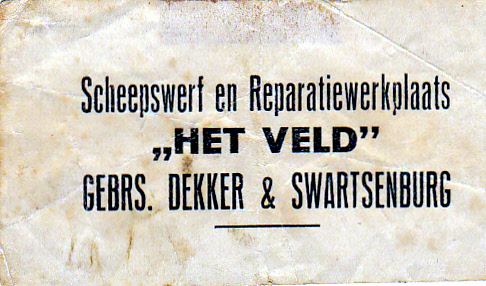 Scheepswerf en Reparatiewerkplaats
„HET VELD”
GEBRS. DEKKER & SWARTSENBURG